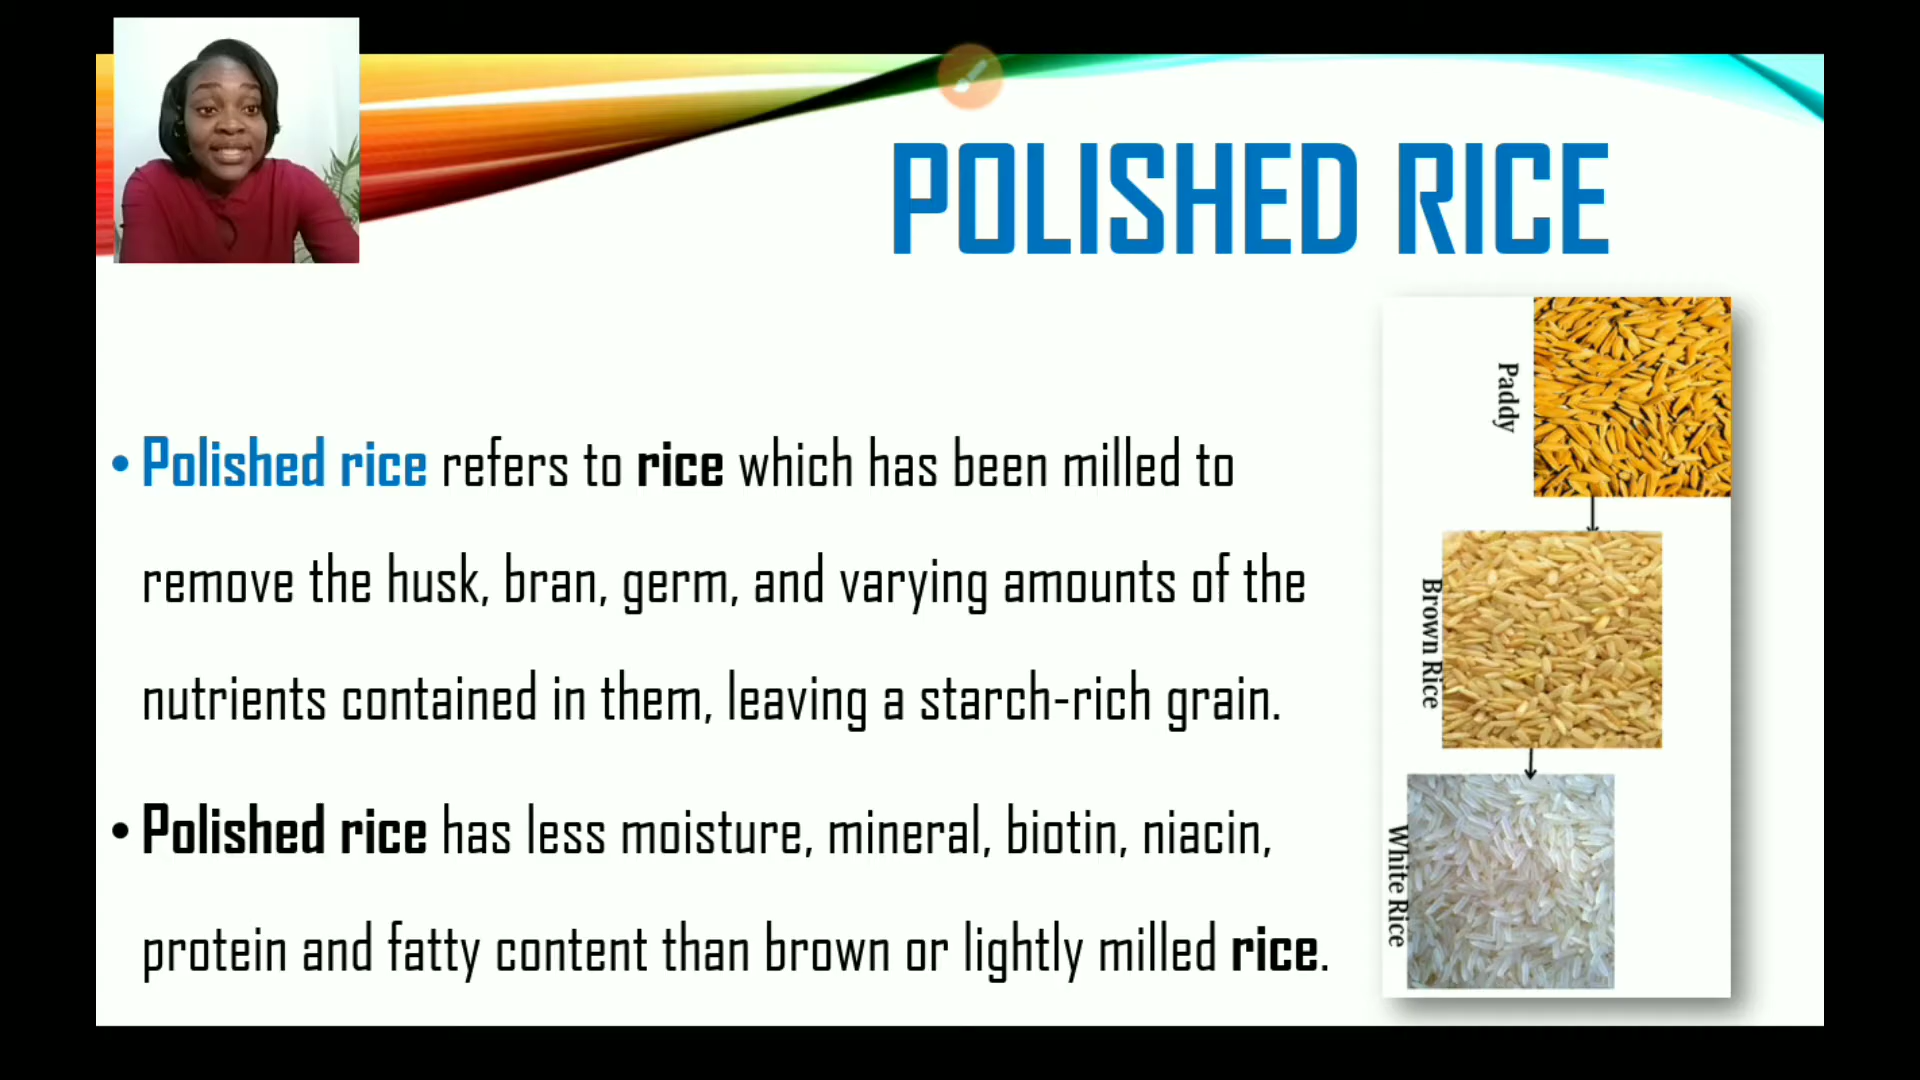 POLISHED RICE
• Polished rice refers to rice which has been milled to
remove the husk, bran, germ, and varying amounts of the
nutrients contained in them, leaving a starch-rich grain.
• Polished rice has less moisture, mineral, biotin, niacin,
protein and fatty content than brown or lightly milled rice.
Paddy
Brown Rice
White Rice